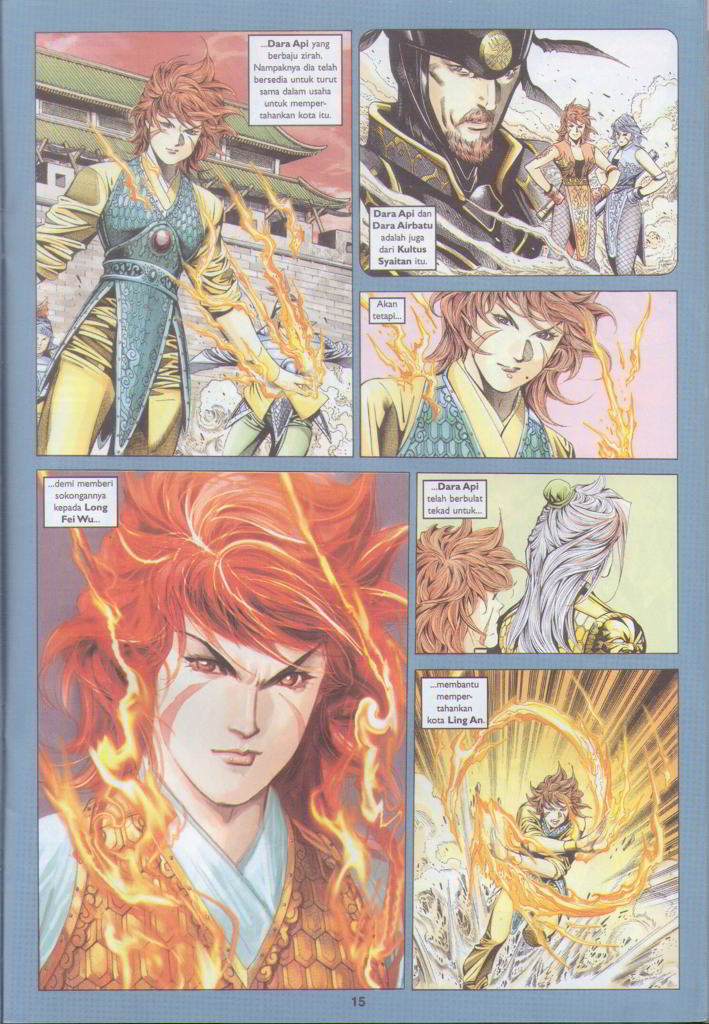 ...Dara Api yang
berbaju zirah.
Nampaknya dia telah
bersedia untuk turut
sama dalam usaha
untuk memper-
tahankan kota itu.
Dara Api dan
Dara Airbatu
adalah juga
dari Kultus
Syaitan itu.
Akan
tetapi...
...demi memberi
sokongannya
kepada Long
Fei Wu...
...Dara Api
telah berbulat
tekad untuk...
...membantu
memper-
tahankan
kota Ling An.
15